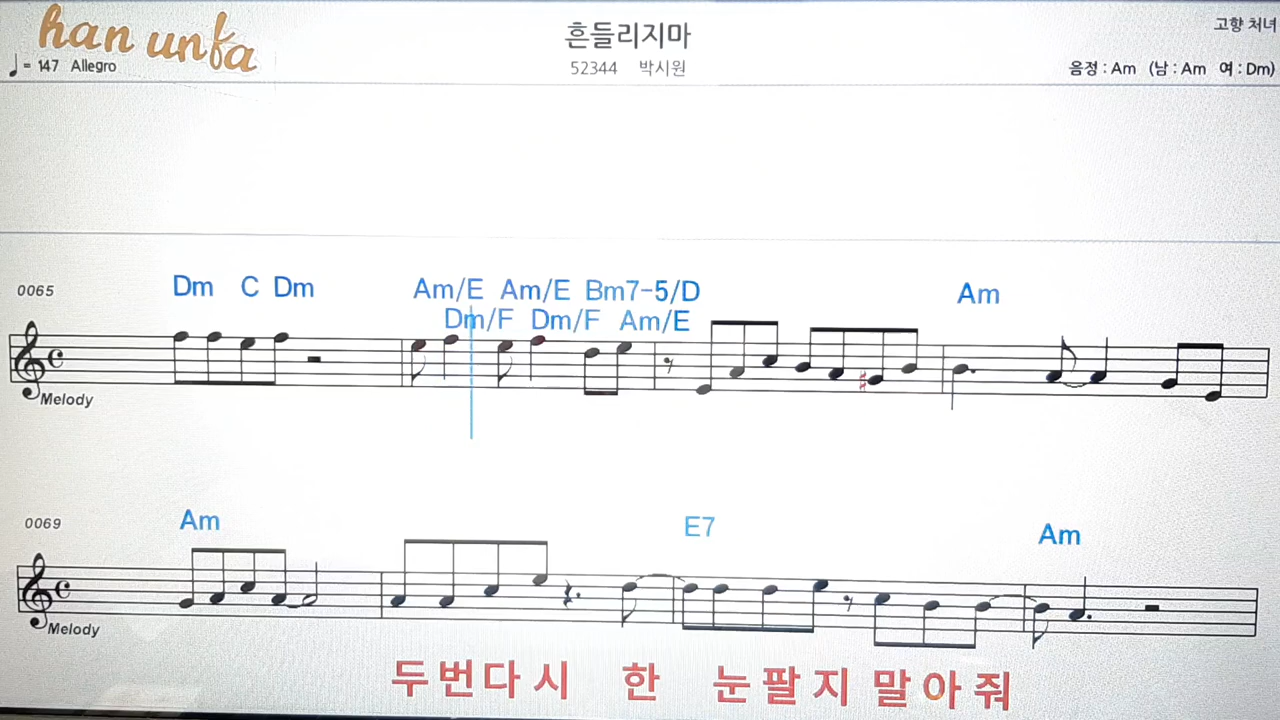 han unfa
흔들리지마
고향 처녀
♩= 147 Allegro
52344 박시원
음정 : Am (남 : Am 여 : Dm)
0065
Dm C Dm Am/E Am/E Bm7-5/D Am
Dm/F Dm/F Am/E
Melody
0069
Am E7 Am
Melody
두번다시 한 눈팔지 말아줘